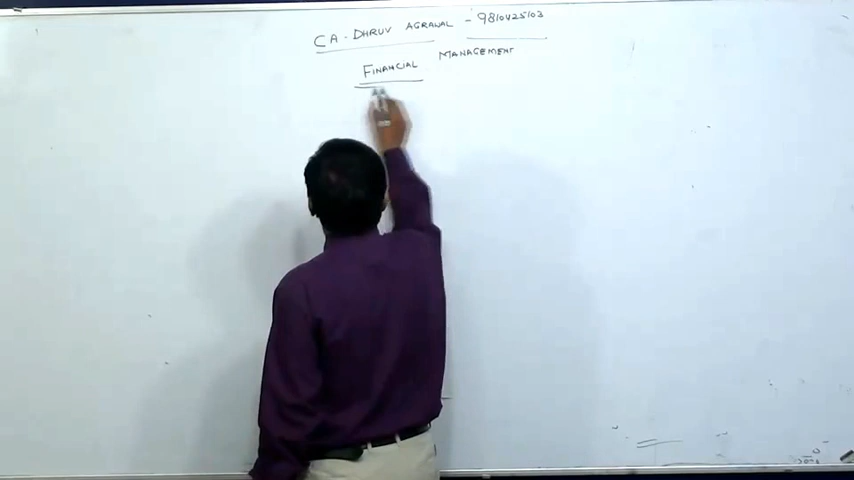 CA - DHRUV AGRAWAL - 9810425103
FINANCIAL MANAGEMENT